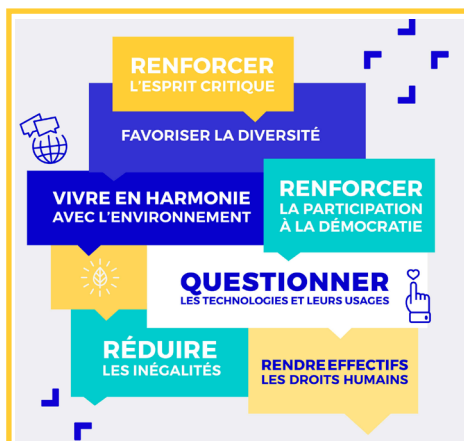 RENFORCER
L'ESPRIT CRITIQUE
FAVORISER LA DIVERSITÉ
VIVRE EN HARMONIE
AVEC L'ENVIRONNEMENT
RENFORCER
LA PARTICIPATION
À LA DÉMOCRATIE
QUESTIONNER
LES TECHNOLOGIES ET LEURS USAGES
RÉDUIRE
LES INÉGALITÉS
RENDRE EFFECTIFS
LES DROITS HUMAINS